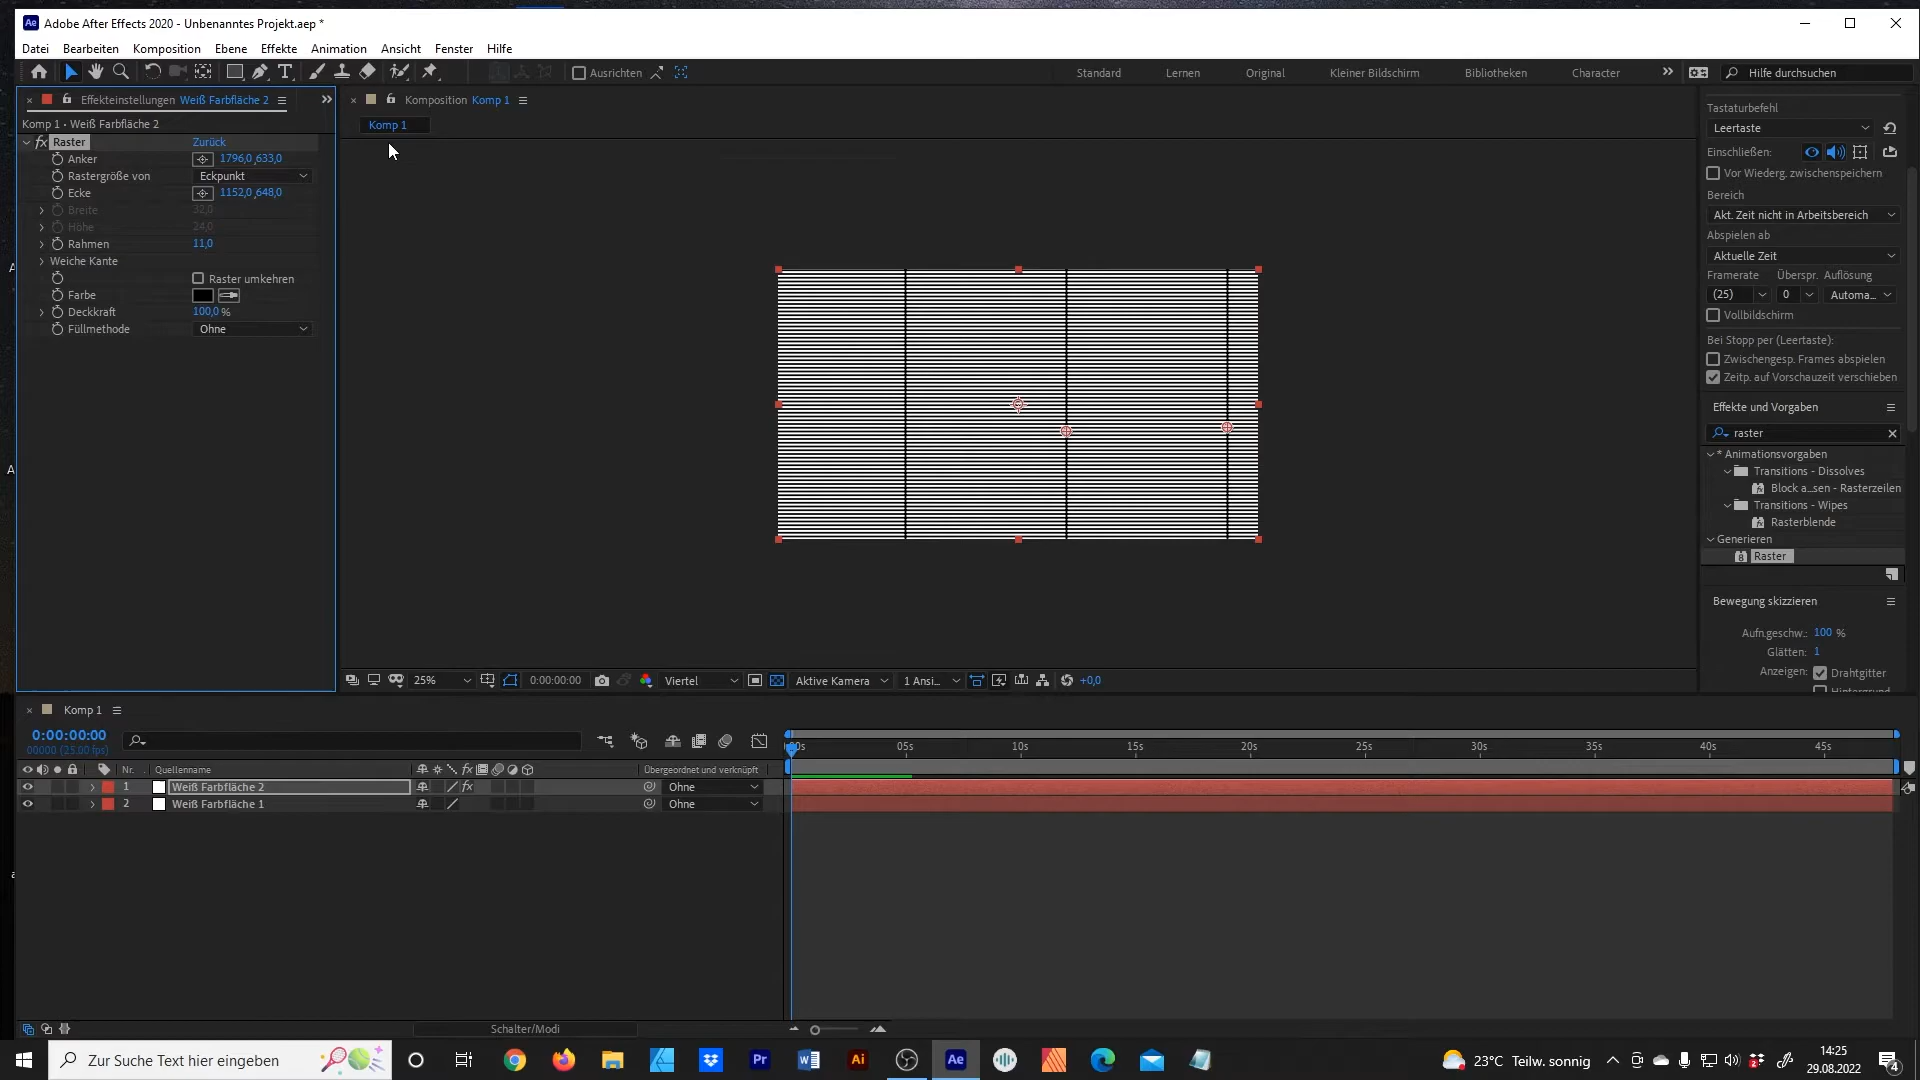 Adobe After Effects 2020 - Unbenanntes Projekt.aep *
Datei Bearbeiten Komposition Ebene Effekte Animation Ansicht Fenster Hilfe
Ausrichten Standard Lernen Original Kleiner Bildschirm Bibliotheken Character Hilfe durchsuchen
Effekteinstellungen Weiß Farbfläche 2
Komp 1 • Weiß Farbfläche 2
fx Raster Zurück
Anker 1796,0 ,633,0
Rastergröße von Eckpunkt
Ecke 1152,0 ,648,0
Breite 32,0
Höhe 24,0
Rahmen 11,0
Weiche Kante
Raster umkehren
Farbe
Deckkraft 100,0 %
Füllmethode Ohne
Komposition Komp 1
Komp 1
25% 0:00:00:00 Viertel Aktive Kamera 1 Ansi... +0,0
Tastaturbefehl
Leertaste
Einschließen:
Vor Wiederg. zwischenspeichern
Bereich
Akt. Zeit nicht in Arbeitsbereich
Abspielen ab
Aktuelle Zeit
Framerate Überspr. Auflösung
(25) 0 Automa...
Vollbildschirm
Bei Stopp per (Leertaste):
Zwischengesp. Frames abspielen
Zeitp. auf Vorschauzeit verschieben
Effekte und Vorgaben
raster
* Animationsvorgaben
Transitions - Dissolves
Block a...sen - Rasterzeilen
Transitions - Wipes
Rasterblende
Generieren
Raster
Bewegung skizzieren
Aufn.geschw.: 100 %
Glätten: 1
Anzeigen: Drahtgitter
Hintergrund
Komp 1
0:00:00:00
00000 (25.00 fps)
05s 10s 15s 20s 25s 30s 35s 40s 45s
Nr. Quellenname Übergeordnet und verknüpft
1 Weiß Farbfläche 2 Ohne
2 Weiß Farbfläche 1 Ohne
Schalter/Modi
Zur Suche Text hier eingeben
23°C Teilw. sonnig
14:25
29.08.2022
4